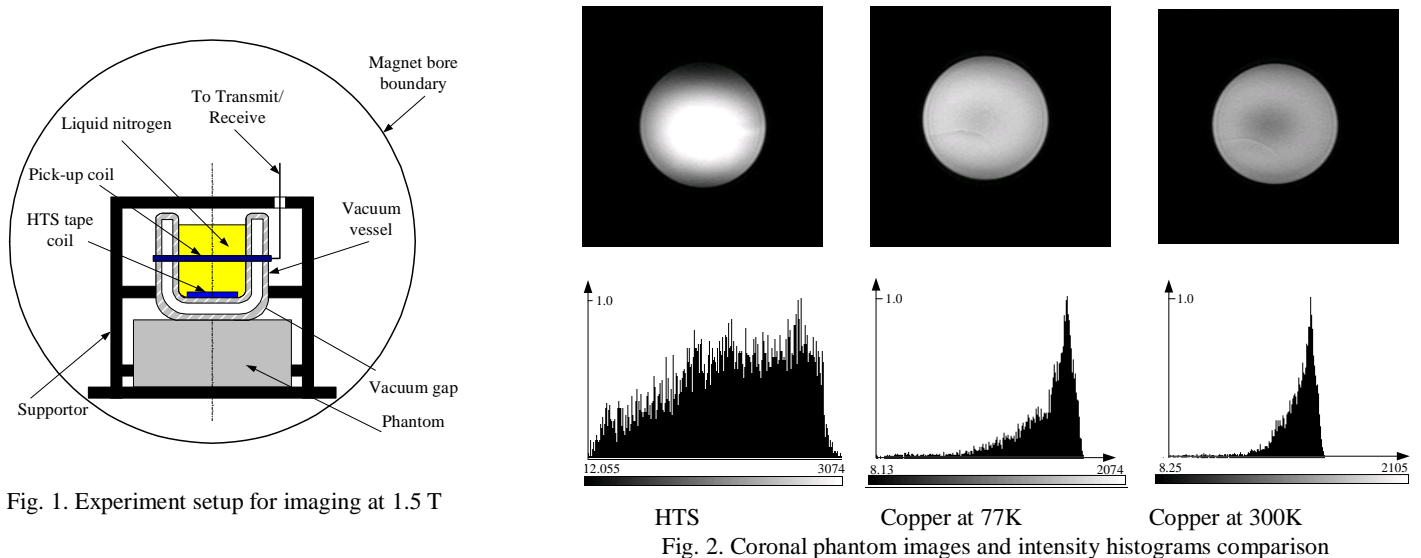 Magnet bore
boundary
To Transmit/
Receive
Liquid nitrogen
Pick-up coil
HTS tape
coil
Vacuum
vessel
Vacuum gap
Supportor
Phantom
Fig. 1. Experiment setup for imaging at 1.5 T
1.0
12.055 3074
1.0
8.13 2074
1.0
8.25 2105
HTS Copper at 77K Copper at 300K
Fig. 2. Coronal phantom images and intensity histograms comparison